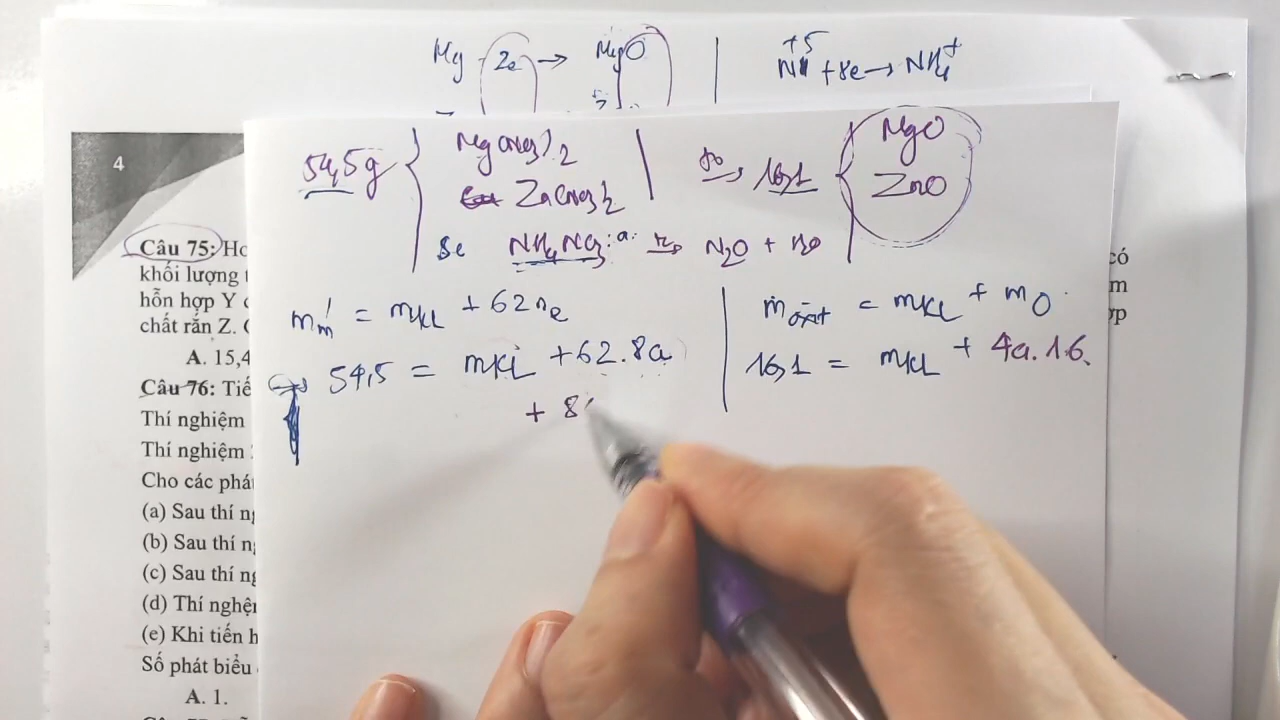 Mg - 2e → MgO
+5
N + 8e → NH4+
4
54,5g { Mg(NO3)2 | t° → 16,1 { MgO
Zn(NO3)2 ZnO
8e NH4NO3: a. t° → N2O + H2O
m'm = mKL + 62ne
moxit = mKL + mO
54,5 = mKL + 62.8a
16,1 = mKL + 4a.16.
+ 8
Câu 75: Ho
khối lượng
hỗn hợp Y
chất rắn Z.
A. 15,4
Câu 76: Tiế
Thí nghiệm
Thí nghiệm
Cho các phá
(a) Sau thí
(b) Sau thí
(c) Sau thí
(d) Thí nghệ
(e) Khi tiến h
Số phát biểu
A. 1.
có